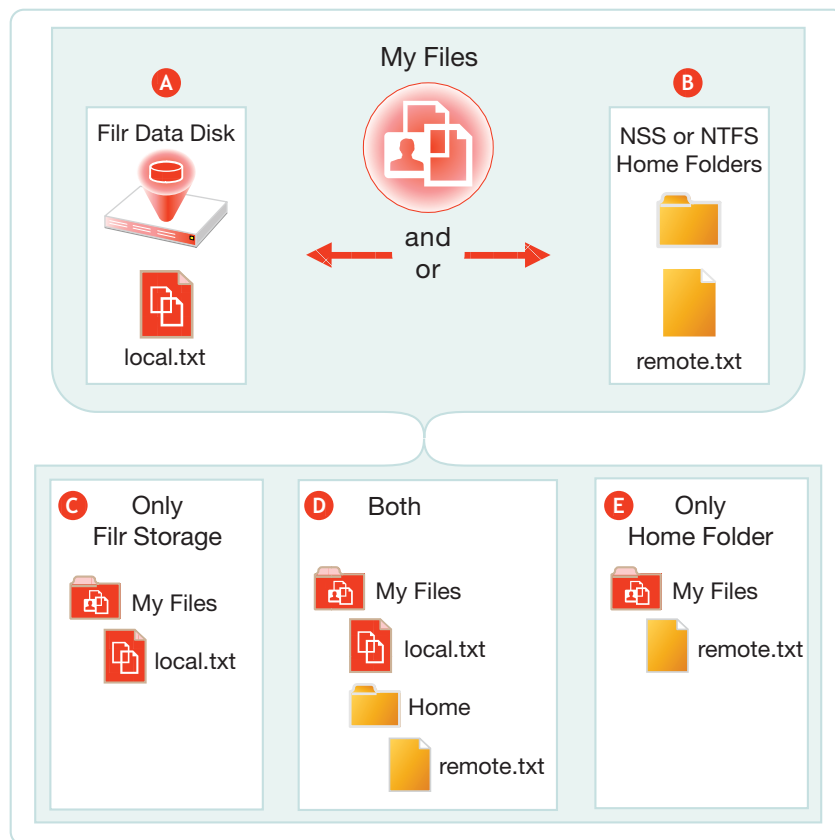 My Files
A
Filr Data Disk
local.txt
and
or
B
NSS or NTFS
Home Folders
remote.txt
C
Only
Filr Storage
My Files
local.txt
D
Both
My Files
local.txt
Home
remote.txt
E
Only
Home Folder
My Files
remote.txt